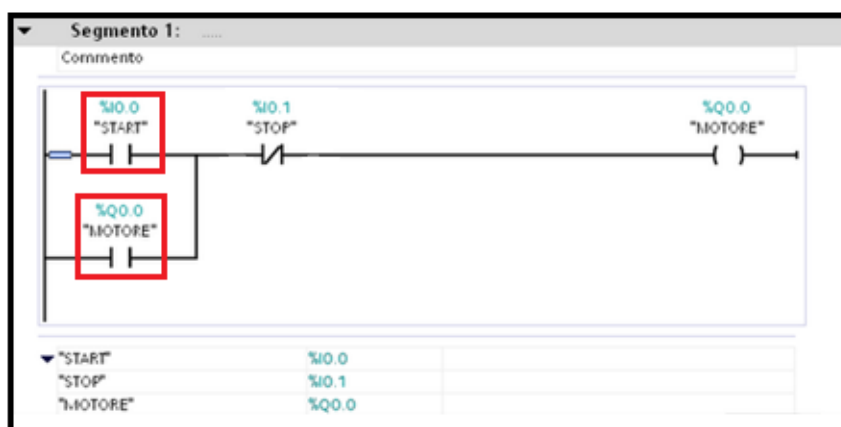 Segmento 1: .....
Commento
%I0.0 %I0.1 %Q0.0
"START" "STOP" "MOTORE"
%Q0.0
"MOTORE"
"START" %I0.0
"STOP" %I0.1
"MOTORE" %Q0.0